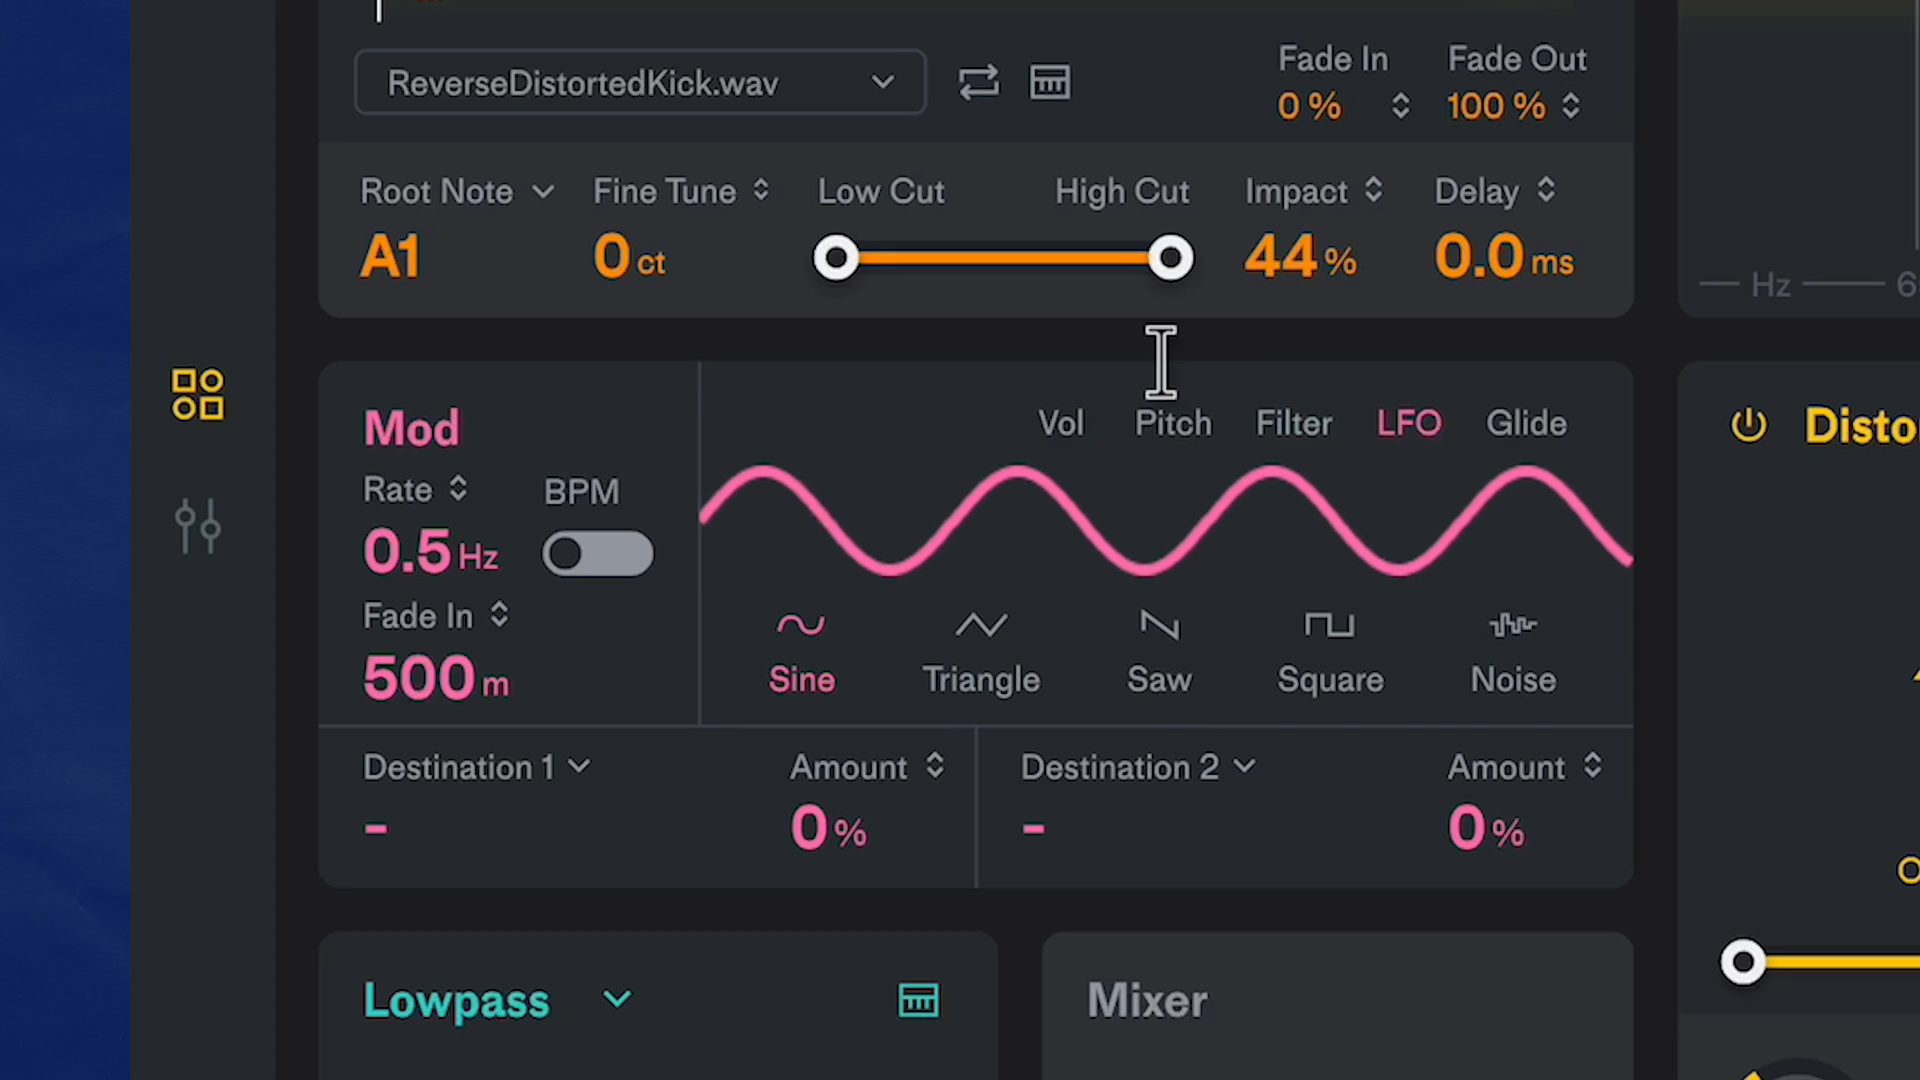 ReverseDistortedKick.wav
Fade In Fade Out
0 % 100 %
Root Note Fine Tune Low Cut High Cut Impact Delay
A1 0 ct 44 % 0.0 ms
Hz
Mod
Vol Pitch Filter LFO Glide
Rate BPM
0.5 Hz
Fade In
500 m
Sine Triangle Saw Square Noise
Destination 1 Amount Destination 2 Amount
- 0 % - 0 %
Lowpass
Mixer